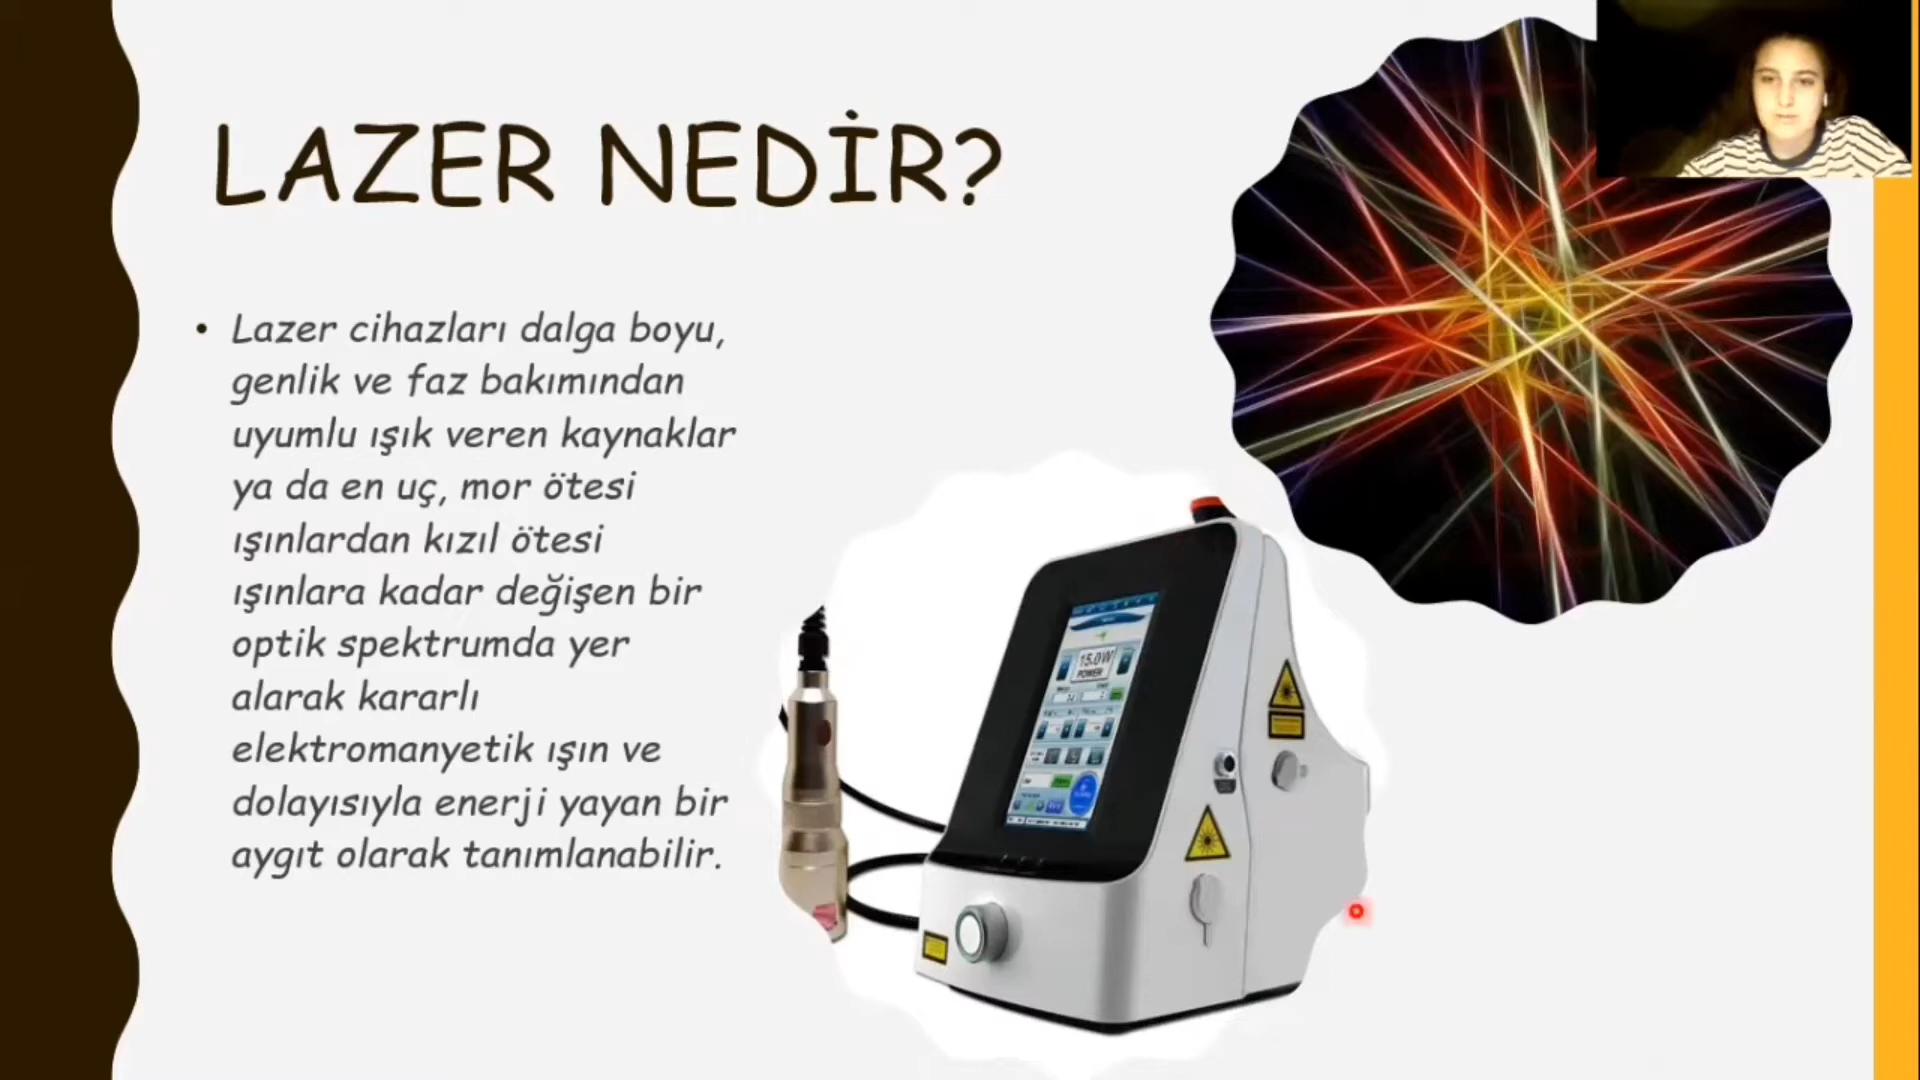 LAZER NEDİR?
• Lazer cihazları dalga boyu,
genlik ve faz bakımından
uyumlu ışık veren kaynaklar
ya da en uç, mor ötesi
ışınlardan kızıl ötesi
ışınlara kadar değişen bir
optik spektrumda yer
alarak kararlı
elektromanyetik ışın ve
dolayısıyla enerji yayan bir
aygıt olarak tanımlanabilir.
15.0W
POWER